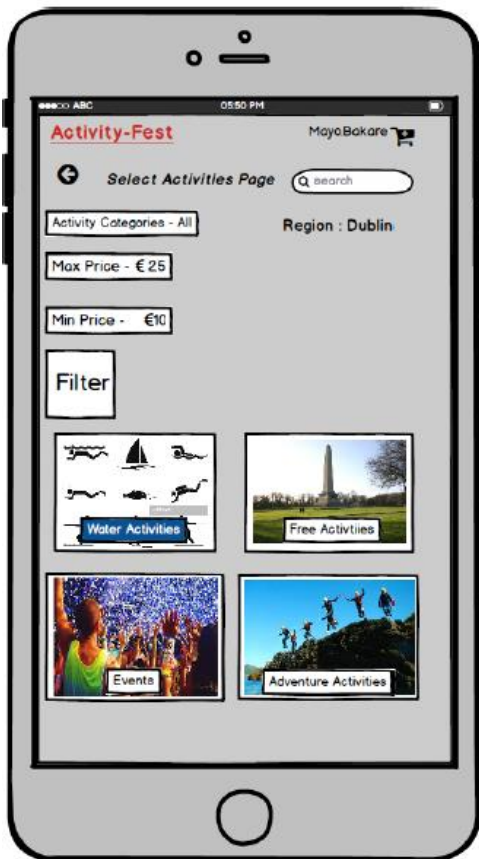 ABC 05:50 PM
Activity-Fest MayoBakare
Select Activities Page search
Activity Categories - All Region : Dublin
Max Price - € 25
Min Price - €10
Filter
Water Activities Free Activtiies
Events Adventure Activities